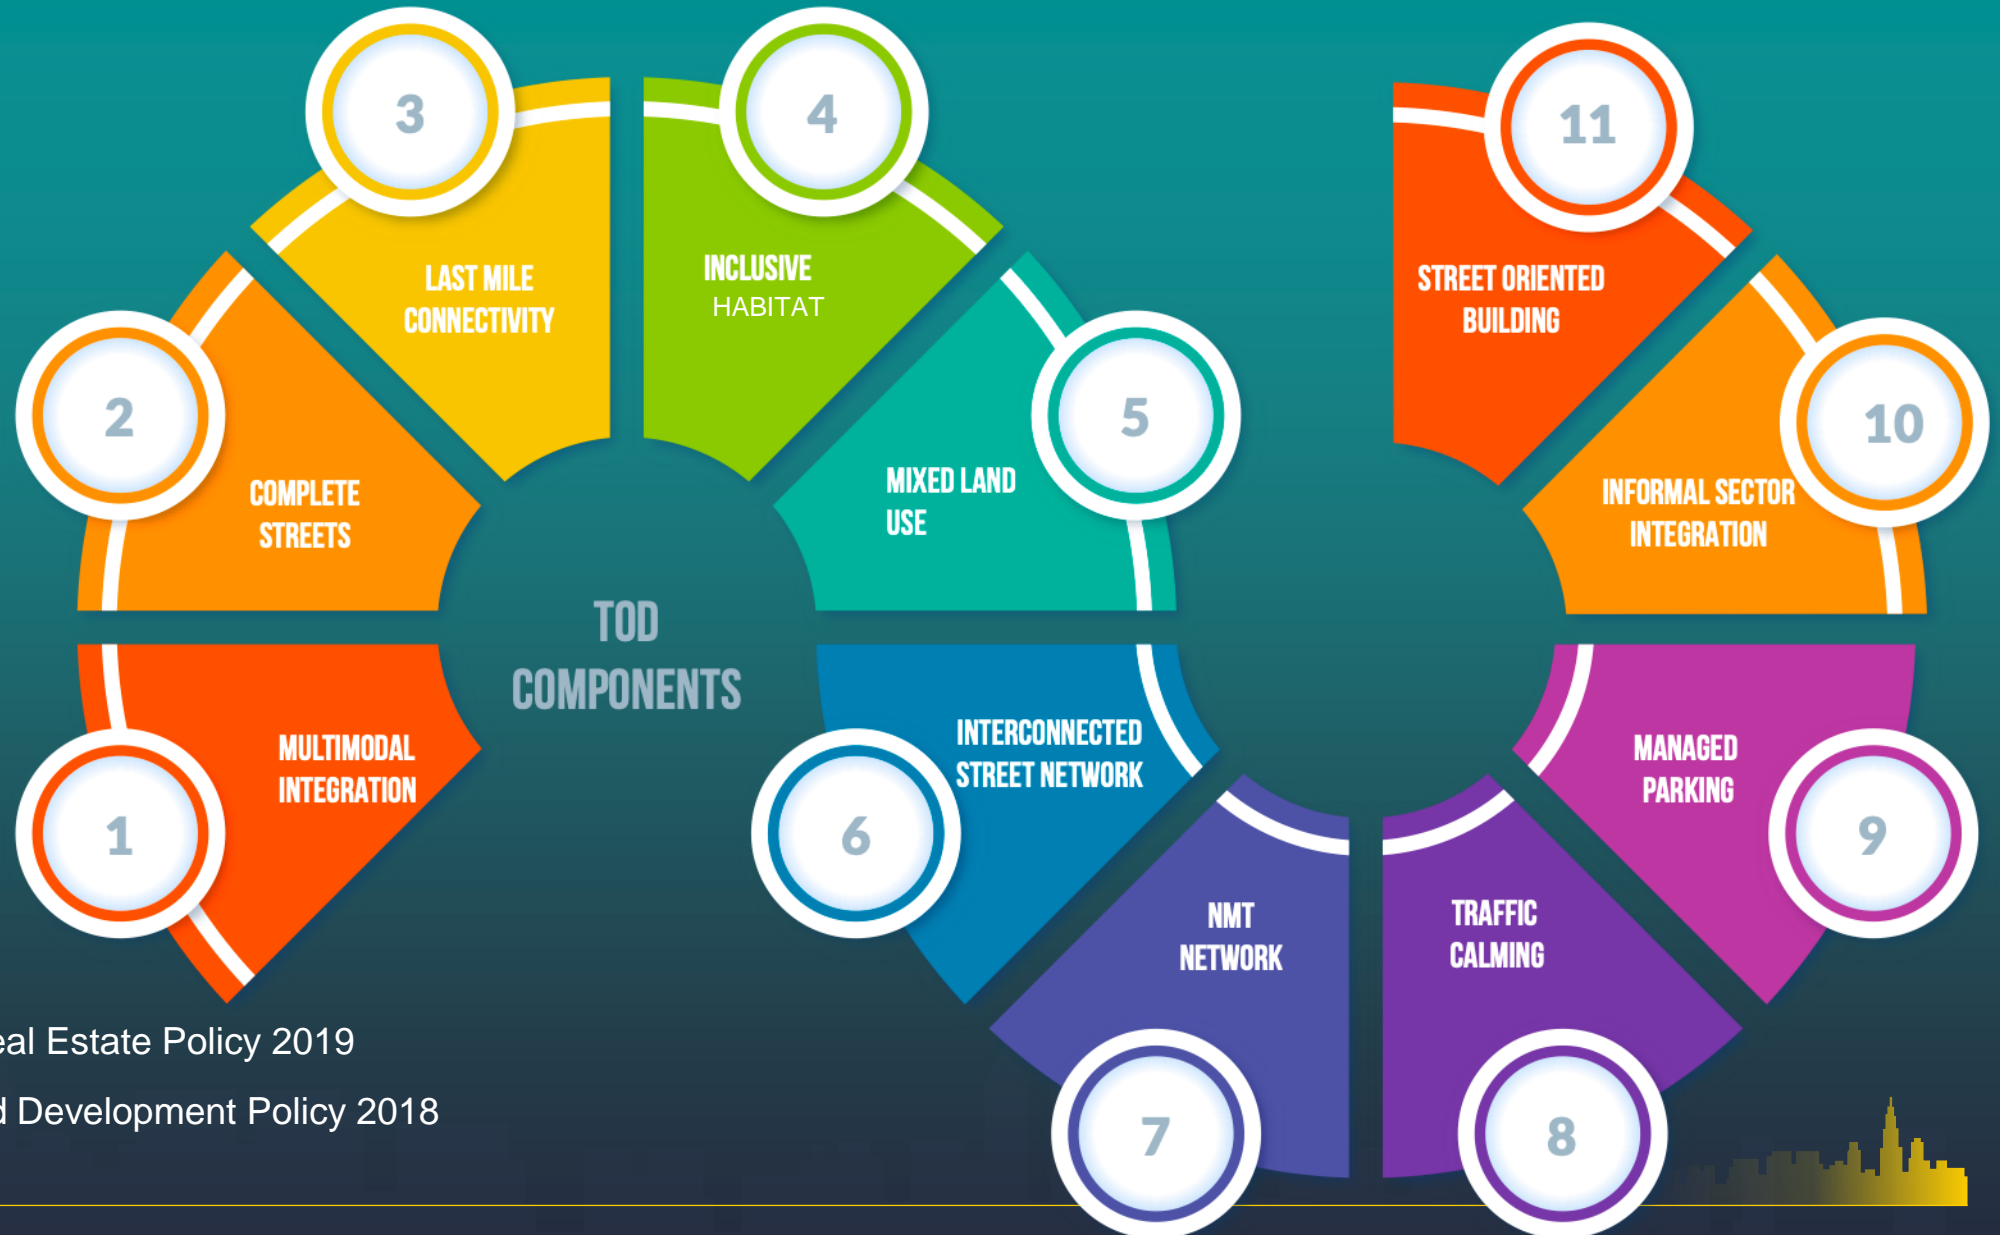 3
4
11
LAST MILE
CONNECTIVITY
INCLUSIVE
HABITAT
STREET ORIENTED
BUILDING
2
5
10
COMPLETE
STREETS
MIXED LAND
USE
INFORMAL SECTOR
INTEGRATION
TOD
COMPONENTS
1
MULTIMODAL
INTEGRATION
6
INTERCONNECTED
STREET NETWORK
MANAGED
PARKING
9
NMT
NETWORK
TRAFFIC
CALMING
7
8
Estate Policy 2019
Development Policy 2018